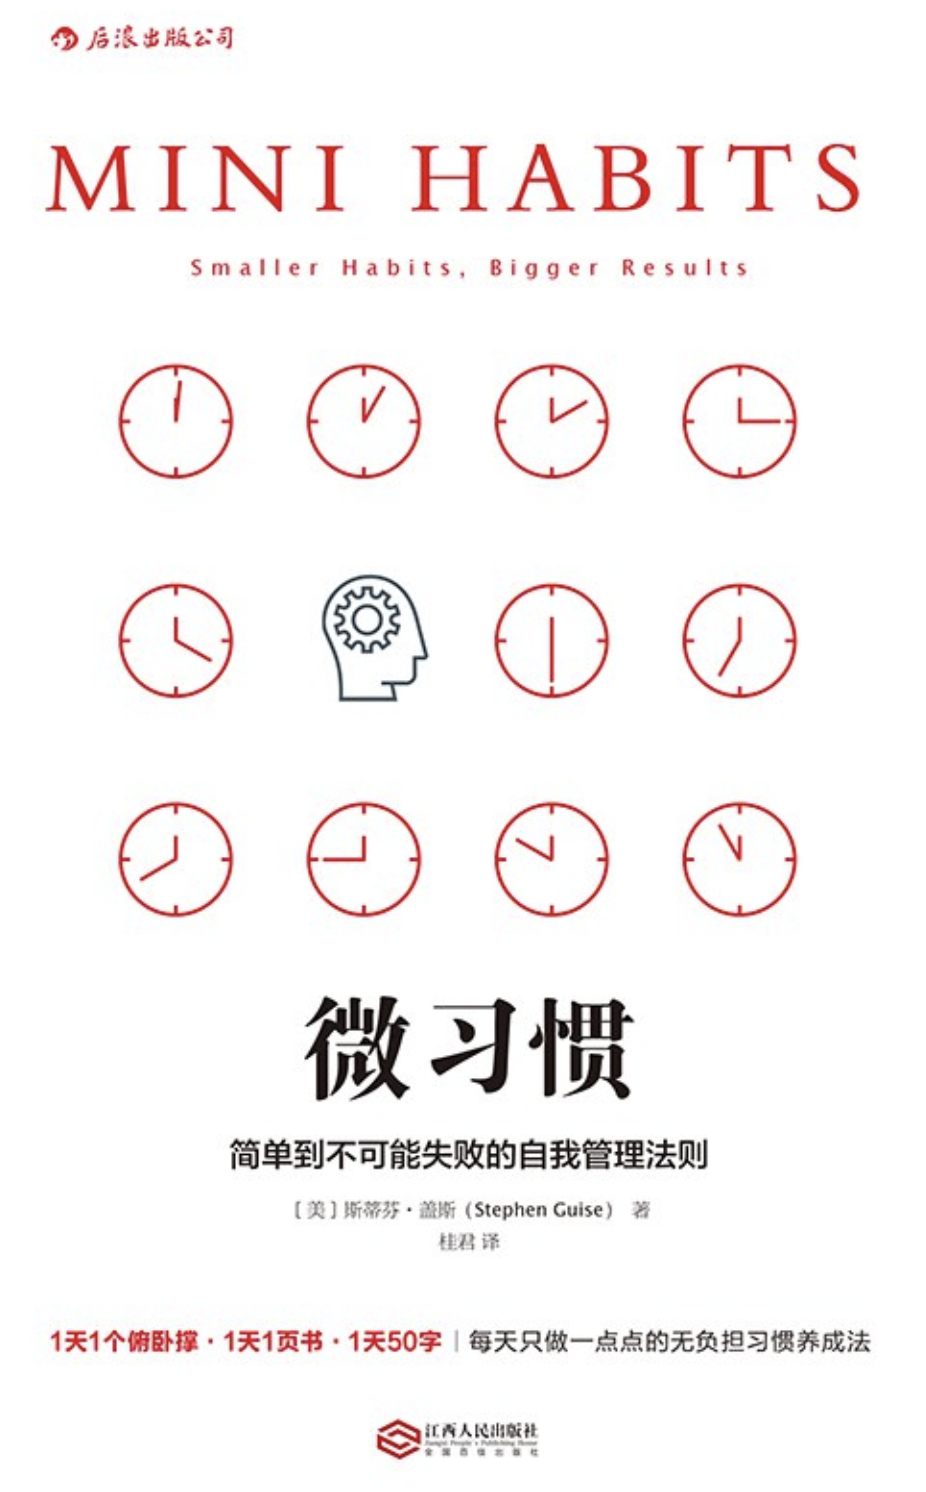 后浪出版公司
MINI HABITS
Smaller Habits, Bigger Results
微习惯
简单到不可能失败的自我管理法则
[美]斯蒂芬·盖斯（Stephen Guise） 著
桂君 译
1天1个俯卧撑·1天1页书·1天50字|每天只做一点点的无负担习惯养成法
江西人民出版社
Jiangxi People's Publishing House
全国百佳出版社